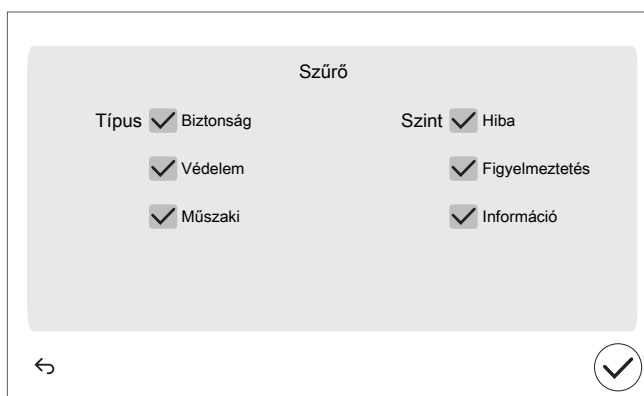 Szűrő
Típus Biztonság
Védelem
Műszaki
Szint Hiba
Figyelmeztetés
Információ